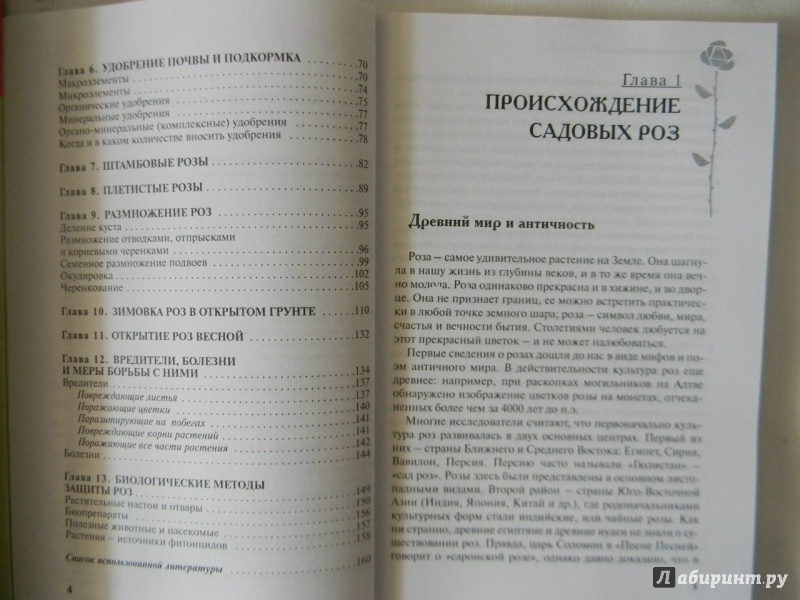 Глава 6. УДОБРЕНИЕ ПОЧВЫ И ПОДКОРМКА 70
Макроэлементы 70
Микроэлементы 74
Органические удобрения 75
Минеральные удобрения 77
Органо-минеральные (комплексные) удобрения 77
Когда и в каком количестве вносить удобрения 78
Глава 7. ШТАМБОВЫЕ РОЗЫ 82
Глава 8. ПЛЕТИСТЫЕ РОЗЫ 89
Глава 9. РАЗМНОЖЕНИЕ РОЗ 95
Деление куста 95
Размножение отводками, отпрысками
и корневыми черенками 96
Семенное размножение подвоев 99
Окулировка 102
Черенкование 105
Глава 10. ЗИМОВКА РОЗ В ОТКРЫТОМ ГРУНТЕ 110
Глава 11. ОТКРЫТИЕ РОЗ ВЕСНОЙ 132
Глава 12. ВРЕДИТЕЛИ, БОЛЕЗНИ
И МЕРЫ БОРЬБЫ С НИМИ 134
Вредители 137
Повреждающие листья 137
Поражающие цветки 140
Паразитирующие на побегах 141
Повреждающие корни растений 141
Поражающие все части растения 142
Болезни 144
Глава 13. БИОЛОГИЧЕСКИЕ МЕТОДЫ
ЗАЩИТЫ РОЗ 149
Растительные настои и отвары 150
Биопрепараты 156
Полезные животные и насекомые 157
Растения – источники фитонцидов 158
Список использованной литературы 160
4
Глава 1
ПРОИСХОЖДЕНИЕ
САДОВЫХ РОЗ
Древний мир и античность
Роза – самое удивительное растение на Земле. Она шагну-
ла в нашу жизнь из глубины веков, и в то же время она веч-
но молода. Роза одинаково прекрасна и в хижине, и во двор-
це. Она не признает границ, ее можно встретить практичес-
ки в любой точке земного шара; роза – символ любви, мира,
счастья и вечности бытия. Столетиями человек любуется на
этот прекрасный цветок – и не может налюбоваться.
Первые сведения о розах дошли до нас в виде мифов и по-
эм античного мира. В действительности культура роз еще
древнее: например, при раскопках могильников на Алтае
обнаружено изображение цветков розы на монетах, отчека-
ненных более чем за 4000 лет до н.э.
Многие исследователи считают, что первоначально куль-
тура роз развивалась в двух основных центрах. Первый из
них – страны Ближнего и Среднего Востока: Египет, Сирия,
Вавилон, Персия. Персию часто называли «Гюлистан» –
«сад роз». Розы здесь были представлены в основном листо-
падными видами. Второй район – страны Юго-Восточной
Азии (Индия, Япония, Китай и др.), где родоначальниками
культурных форм стали индийские, или чайные розы. Как
ни странно, древние египтяне и древние иудеи не знали о су-
ществовании роз. Правда, царь Соломон в «Песне Песней»
говорит о «саронской розе», однако давно доказано, что в
Лабиринт.ру